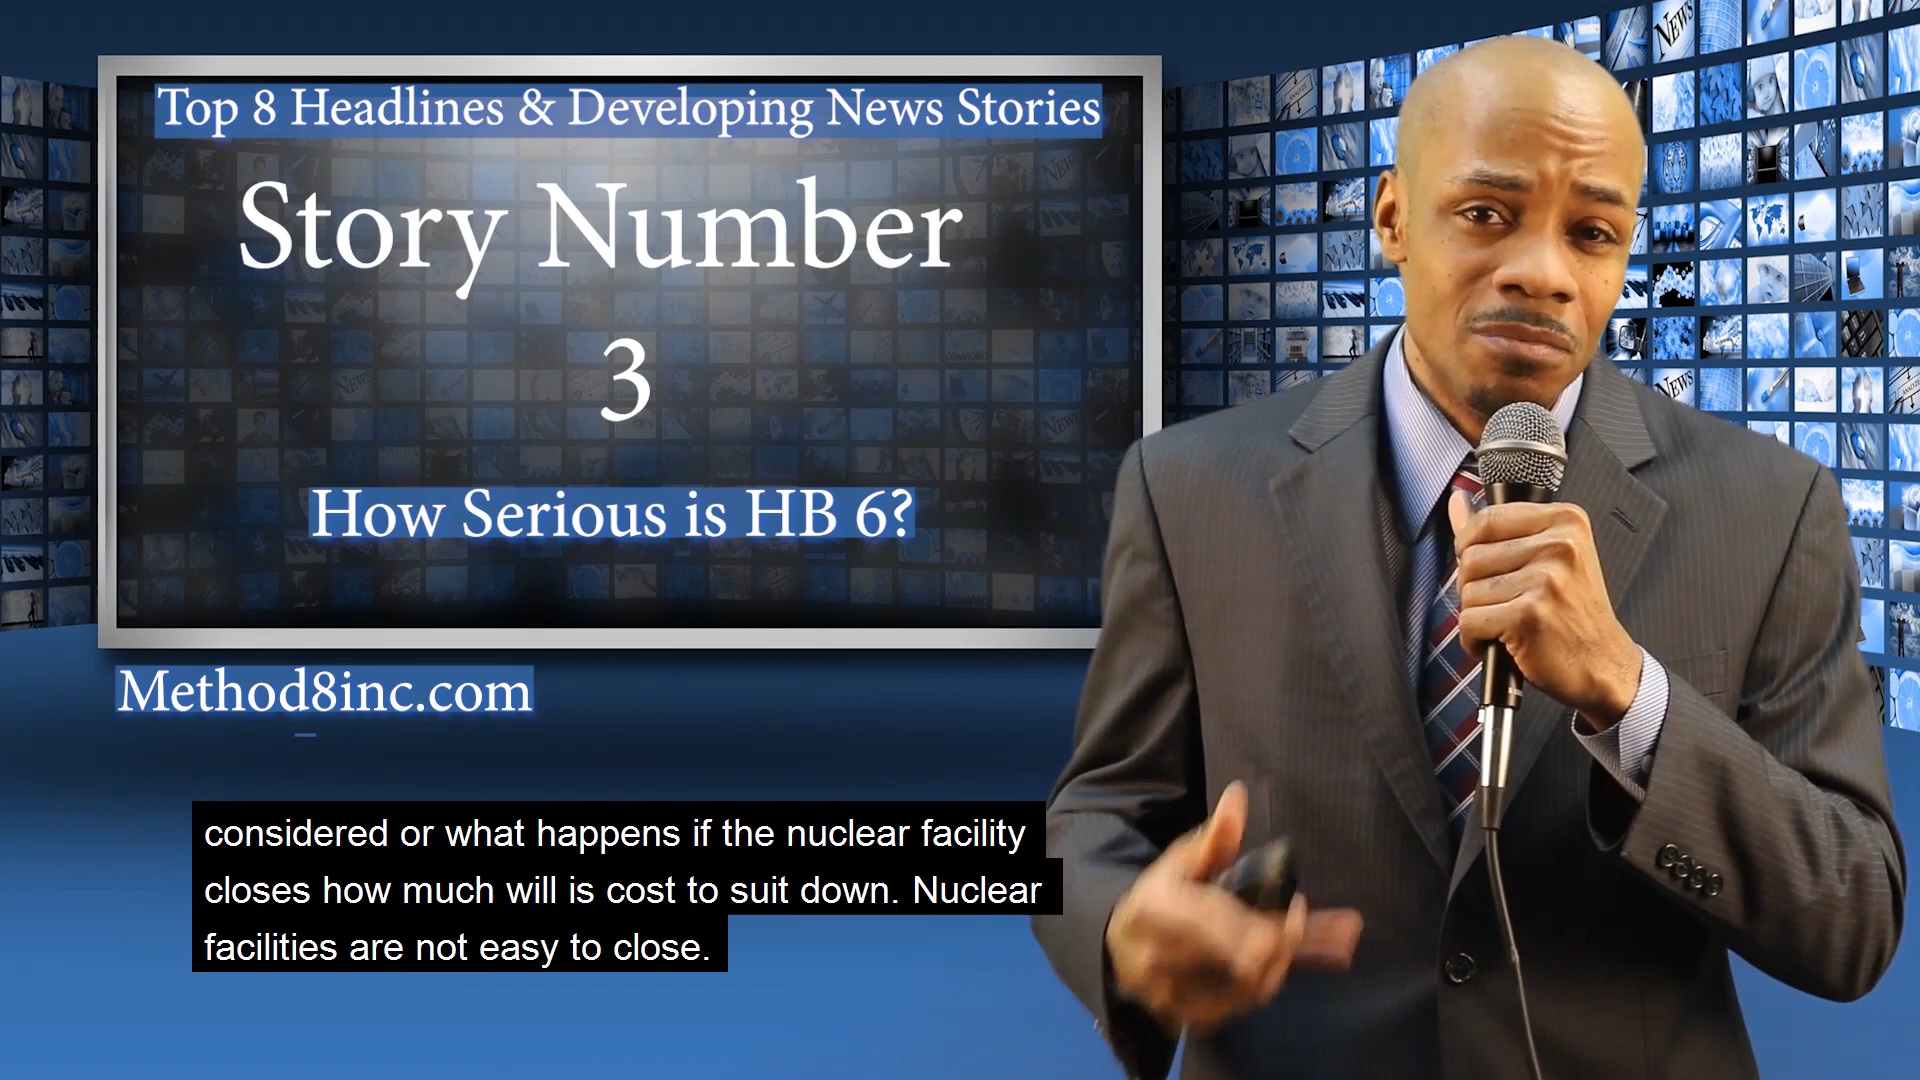 Top 8 Headlines & Developing News Stories
Story Number
3
How Serious is HB 6?
Method8inc.com
considered or what happens if the nuclear facility
closes how much will is cost to suit down. Nuclear
facilities are not easy to close.
NEWS
NEWS